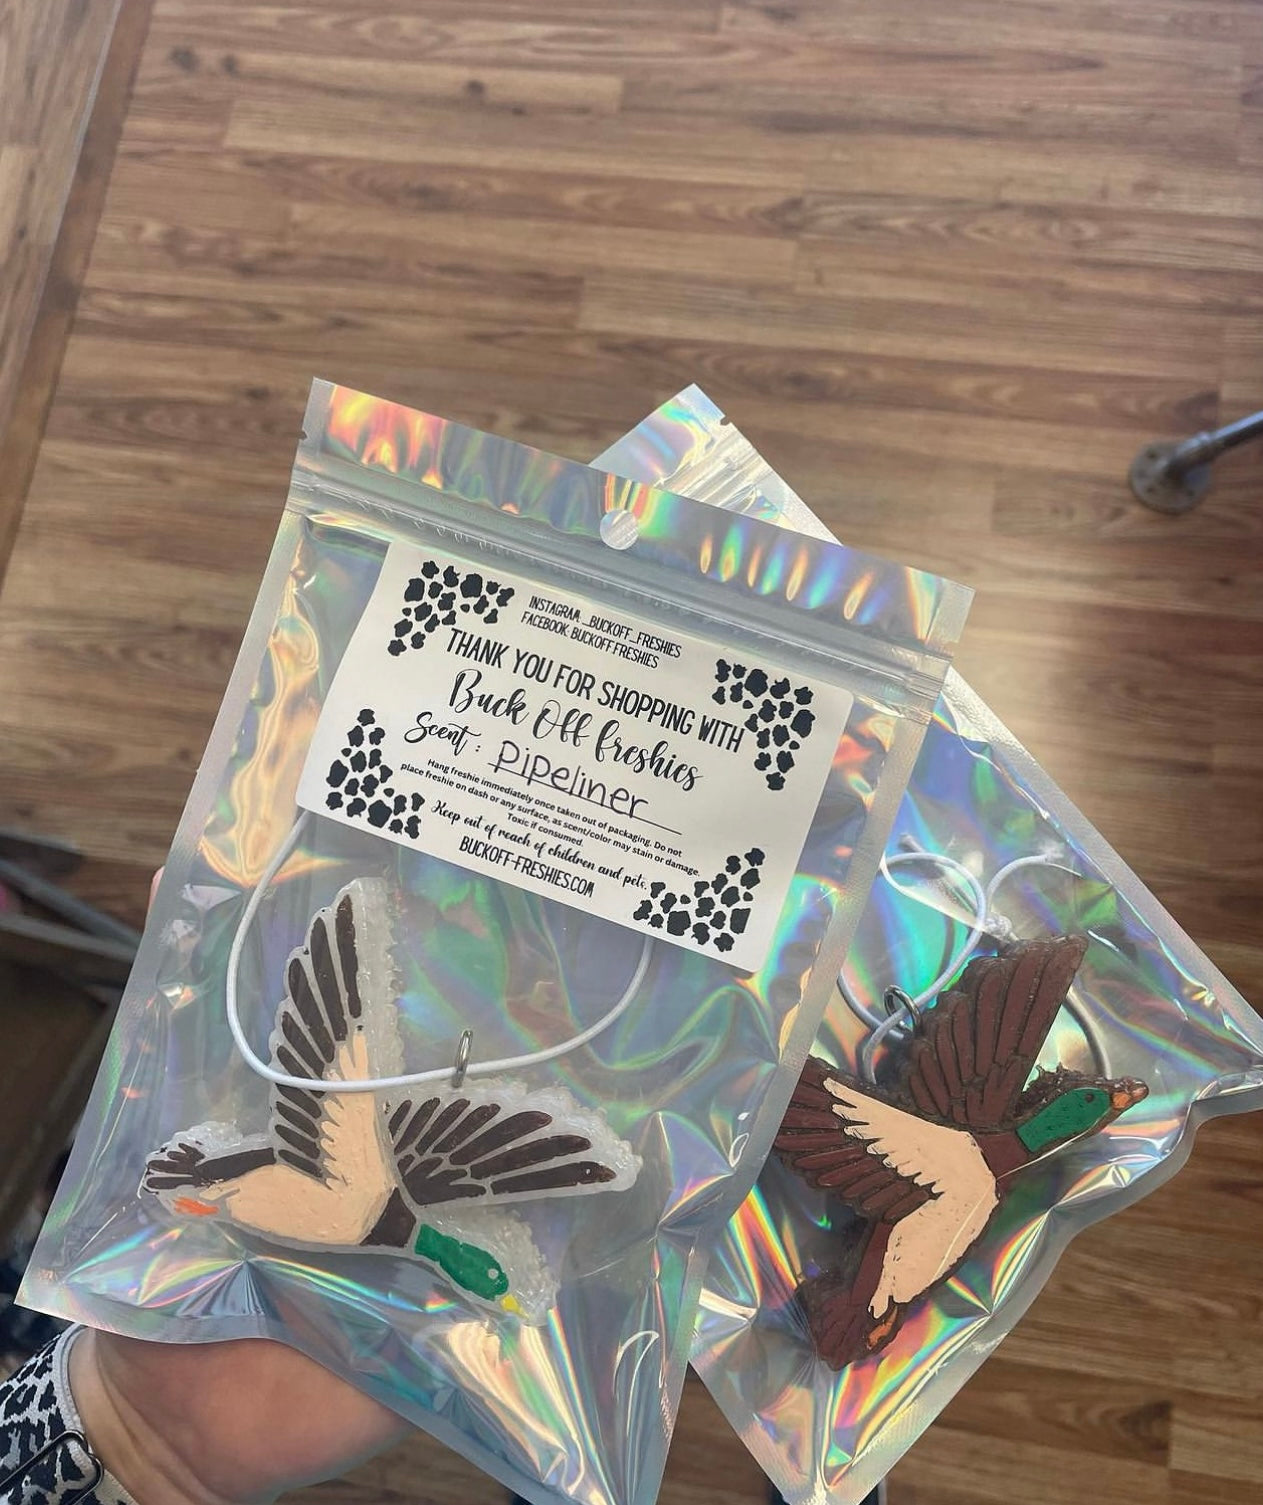 INSTAGRAM: _BUCKOFF_FRESHIES
FACEBOOK: BUCKOFF.FRESHIES
THANK YOU FOR SHOPPING WITH
Buck Off Freshies
Scent: Pipeliner
Hang freshie immediately once taken out of packaging. Do not
place freshie on dash or any surface, as scent/color may stain or damage.
Toxic if consumed.
Keep out of reach of children and pets.
BUCKOFF-FRESHIES.COM